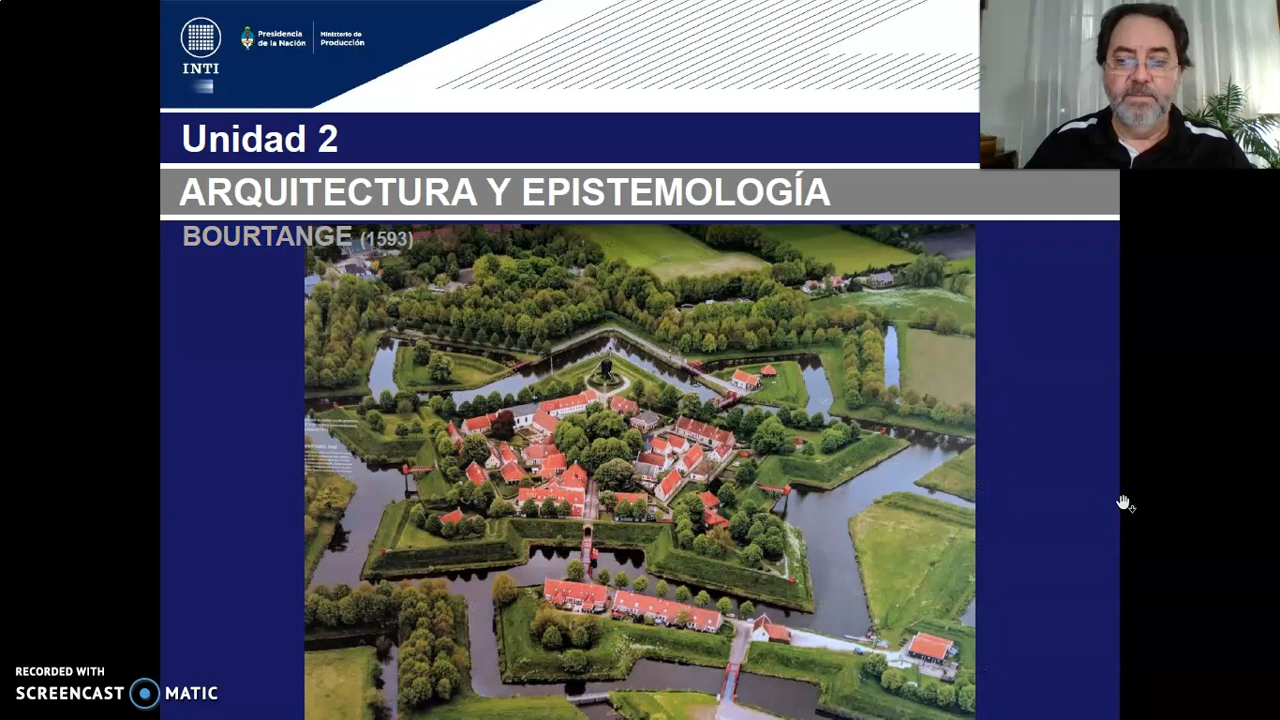 INTI
Presidencia
de la Nación
Ministerio de
Producción
Unidad 2
ARQUITECTURA Y EPISTEMOLOGÍA
BOURTANGE (1593)
RECORDED WITH
SCREENCAST MATIC